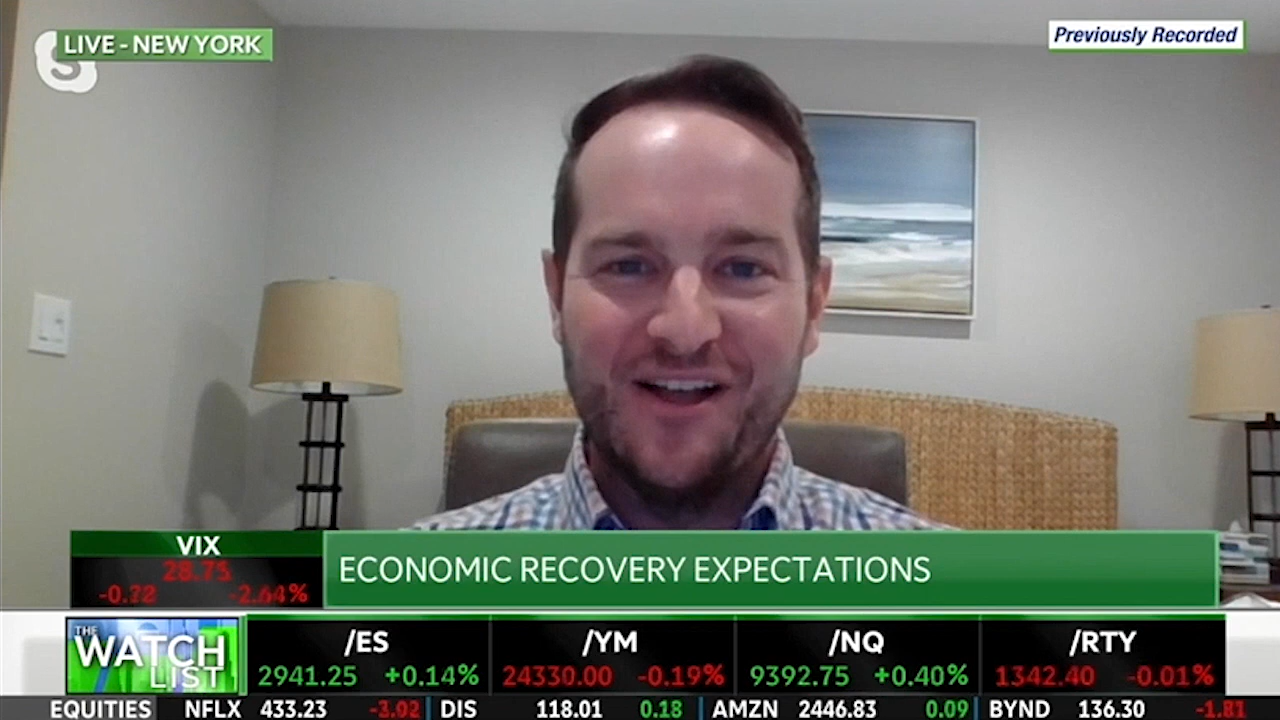 LIVE - NEW YORK
Previously Recorded
S
VIX
28.75
-0.78 -2.64%
ECONOMIC RECOVERY EXPECTATIONS
THE
WATCH
LIST
/ES
2941.25 +0.14%
/YM
24330.00 -0.19%
/NQ
9392.75 +0.40%
/RTY
1342.40 -0.01%
EQUITIES NFLX 433.23 -3.02 DIS 118.01 0.18 AMZN 2446.83 0.09 BYND 136.30 -1.81